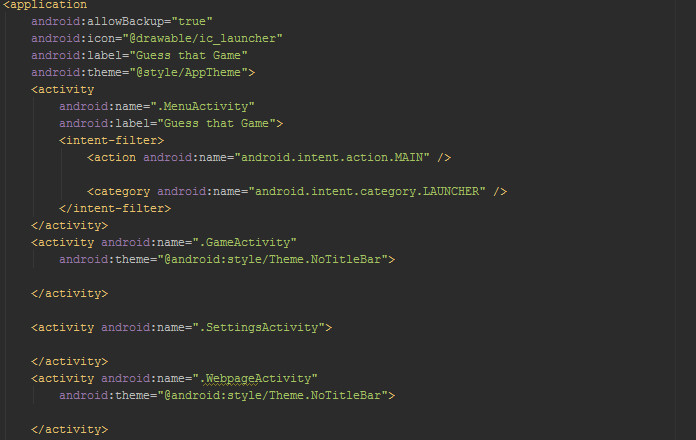 <application
android:allowBackup="true"
android:icon="@drawable/ic_launcher"
android:label="Guess that Game"
android:theme="@style/AppTheme">
<activity
android:name=".MenuActivity"
android:label="Guess that Game">
<intent-filter>
<action android:name="android.intent.action.MAIN" />
<category android:name="android.intent.category.LAUNCHER" />
</intent-filter>
</activity>
<activity android:name=".GameActivity"
android:theme="@android:style/Theme.NoTitleBar">
</activity>
<activity android:name=".SettingsActivity">
</activity>
<activity android:name=".WebpageActivity"
android:theme="@android:style/Theme.NoTitleBar">
</activity>